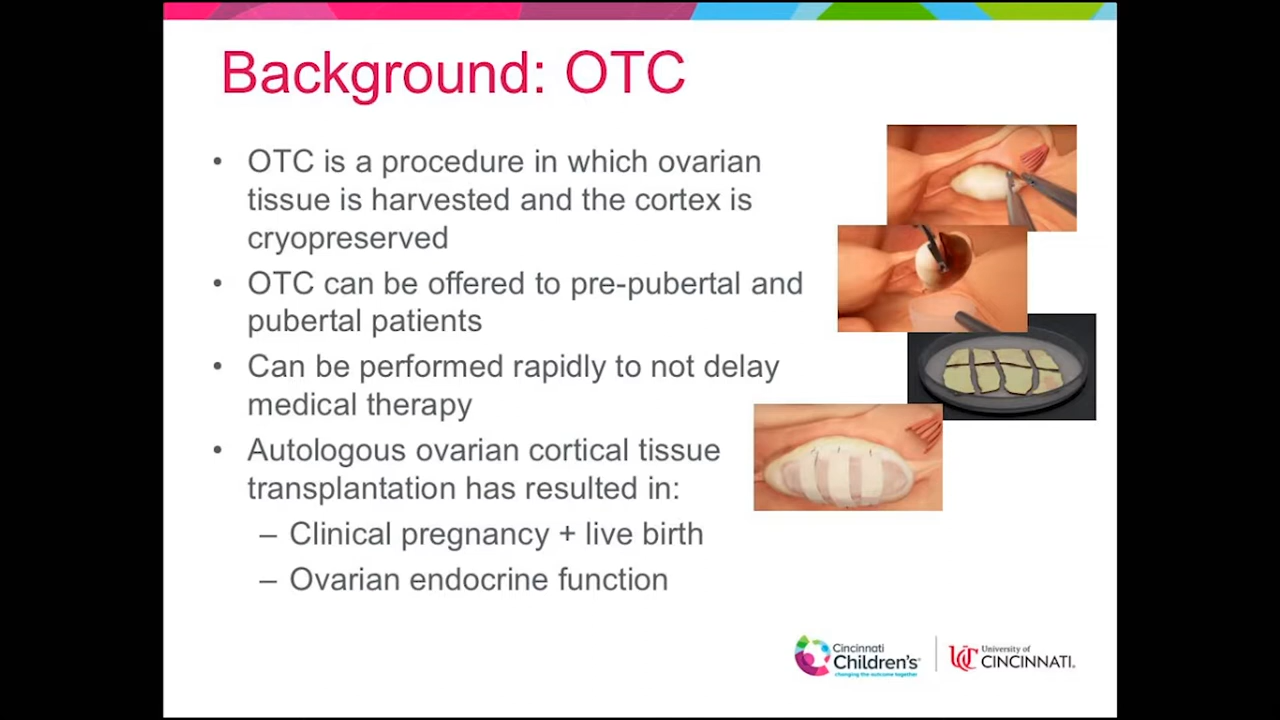 Background: OTC
• OTC is a procedure in which ovarian
tissue is harvested and the cortex is
cryopreserved
• OTC can be offered to pre-pubertal and
pubertal patients
• Can be performed rapidly to not delay
medical therapy
• Autologous ovarian cortical tissue
transplantation has resulted in:
– Clinical pregnancy + live birth
– Ovarian endocrine function
Cincinnati
Children's
changing the outcome together
UC
University of
CINCINNATI